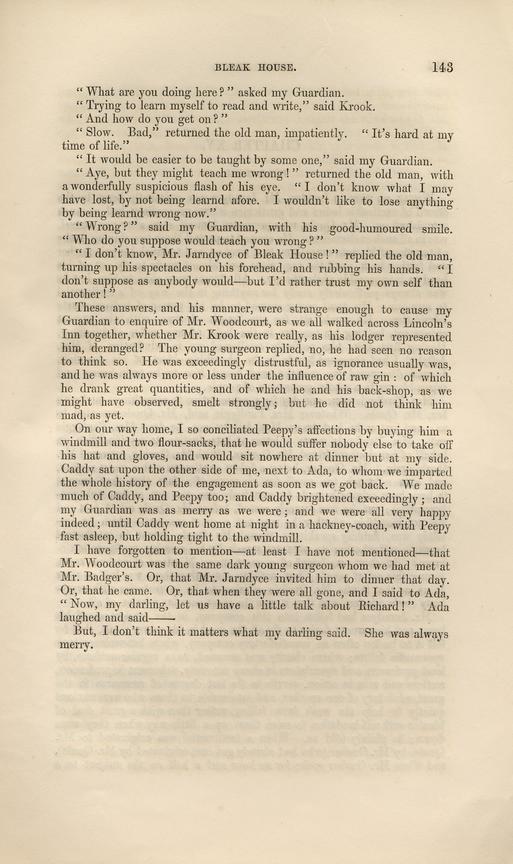 BLEAK HOUSE. 143
“ What are you doing here ? ” asked my Guardian.
“ Trying to learn myself to read and write,” said Krook.
“ And how do you get on ? ”
“ Slow. Bad,” returned the old man, impatiently. “ It’s hard at my
time of life.”
“ It would be easier to be taught by some one,” said my Guardian.
“ Aye, but they might teach me wrong ! ” returned the old man, with
a wonderfully suspicious flash of his eye. “ I don’t know what I may
have lost, by not being learnd afore. I wouldn’t like to lose anything
by being learnd wrong now.”
“ Wrong ? ” said my Guardian, with his good-humoured smile.
“ Who do you suppose would teach you wrong ? ”
“ I don’t know, Mr. Jarndyce of Bleak House ! ” replied the old man,
turning up his spectacles on his forehead, and rubbing his hands. “ I
don’t suppose as anybody would—but I’d rather trust my own self than
another ! ”
These answers, and his manner, were strange enough to cause my
Guardian to enquire of Mr. Woodcourt, as we all walked across Lincoln’s
Inn together, whether Mr. Krook were really, as his lodger represented
him, deranged ? The young surgeon replied, no, he had seen no reason
to think so. He was exceedingly distrustful, as ignorance usually was,
and he was always more or less under the influence of raw gin : of which
he drank great quantities, and of which he and his back-shop, as we
might have observed, smelt strongly ; but he did not think him
mad, as yet.
On our way home, I so conciliated Peepy’s affections by buying him a
windmill and two flour-sacks, that he would suffer nobody else to take off
his hat and gloves, and would sit nowhere at dinner but at my side.
Caddy sat upon the other side of me, next to Ada, to whom we imparted
the whole history of the engagement as soon as we got back. We made
much of Caddy, and Peepy too ; and Caddy brightened exceedingly ; and
my Guardian was as merry as we were ; and we were all very happy
indeed ; until Caddy went home at night in a hackney-coach, with Peepy
fast asleep, but holding tight to the windmill.
I have forgotten to mention—at least I have not mentioned—that
Mr. Woodcourt was the same dark young surgeon whom we had met at
Mr. Badger’s. Or, that Mr. Jarndyce invited him to dinner that day.
Or, that he came. Or, that when they were all gone, and I said to Ada,
“ Now, my darling, let us have a little talk about Richard ! ” Ada
laughed and said——
But, I don’t think it matters what my darling said. She was always
merry.